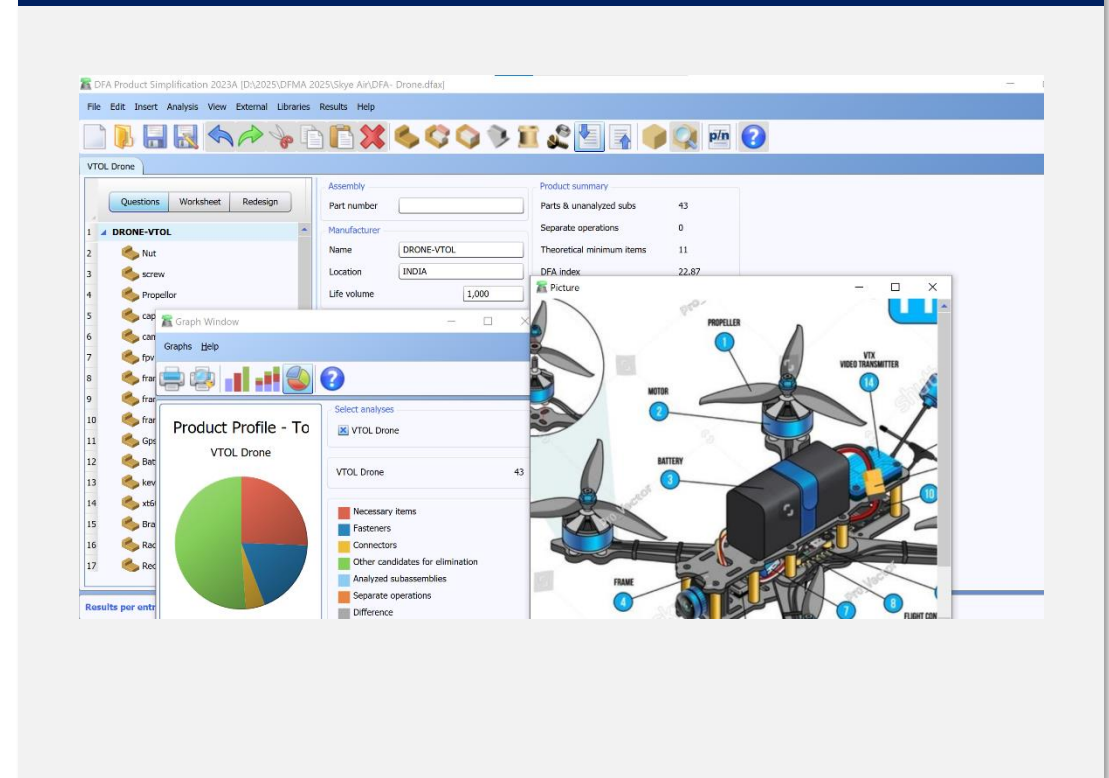 DFA Product Simplification 2023A [D:\2025\DFMA 2025\Skye Air\DFA- Drone.dfax]
File Edit Insert Analysis View External Libraries Results Help
p/n
VTOL Drone
Questions Worksheet Redesign
1 DRONE-VTOL
2 Nut
3 screw
4 Propellor
5 cap
6
7 fpv
8
9
10
11
12 Bat
13
14
15 Bra
16
17
Results per
Assembly
Part number
Manufacturer
Name DRONE-VTOL
Location INDIA
Life volume 1,000
Product summary
Parts & unanalyzed subs 43
Separate operations 0
Theoretical minimum items 11
DFA index 22.87
Graph Window
Graphs Help
Product Profile - To
VTOL Drone
Select analyses
VTOL Drone
VTOL Drone 43
Necessary items
Fasteners
Connectors
Other candidates for elimination
Analyzed subassemblies
Separate operations
Difference
Picture
PROPELLER
1
VTX
VIDEO TRANSMITTER
14
MOTOR
2
BATTERY
3
10
FRAME
4
7
8
FLIGHT CON
Pro_Vector